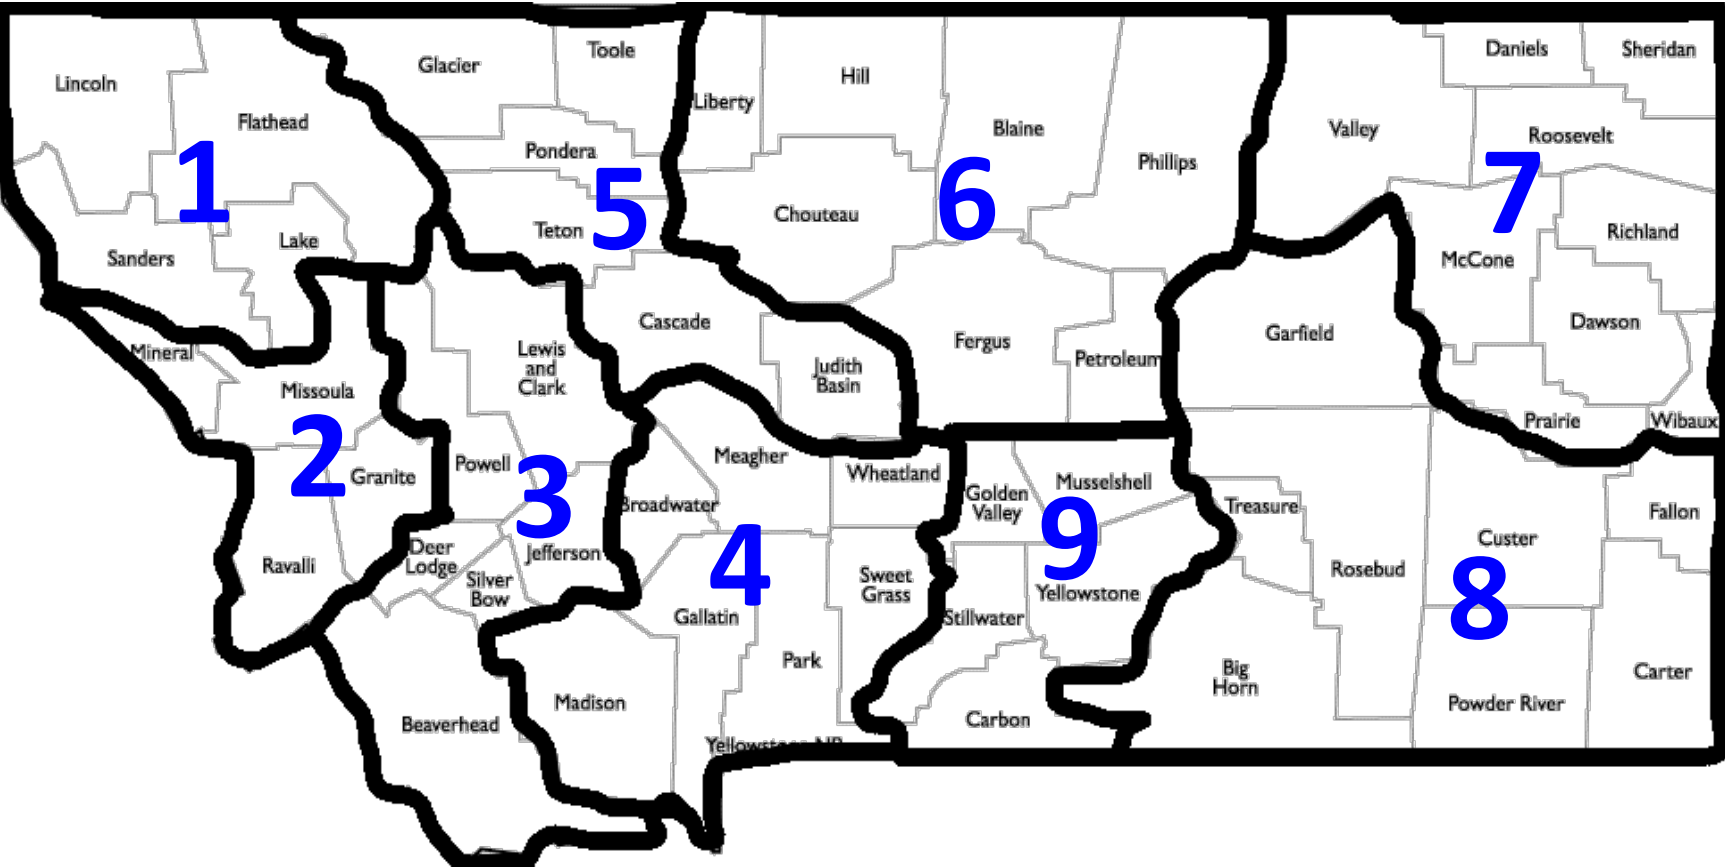 Lincoln
Flathead
1
Sanders
Lake
Glacier
Toole
Pondera
5
Teton
Cascade
Judith
Basin
Liberty
Hill
Blaine
Phillips
Chouteau
6
Fergus
Petroleum
Valley
Daniels
Sheridan
Roosevelt
7
McCone
Richland
Dawson
Prairie
Wibaux
Mineral
Missoula
2
Granite
Ravalli
Lewis
and
Clark
Powell
3
Deer
Lodge
Silver
Bow
Jefferson
Beaverhead
Meagher
Broadwater
Wheatland
4
Gallatin
Sweet
Grass
Park
Madison
Yellowstone NP
Golden
Valley
Musselshell
9
Stillwater
Yellowstone
Carbon
Garfield
Treasure
Rosebud
Custer
Fallon
8
Big
Horn
Powder River
Carter